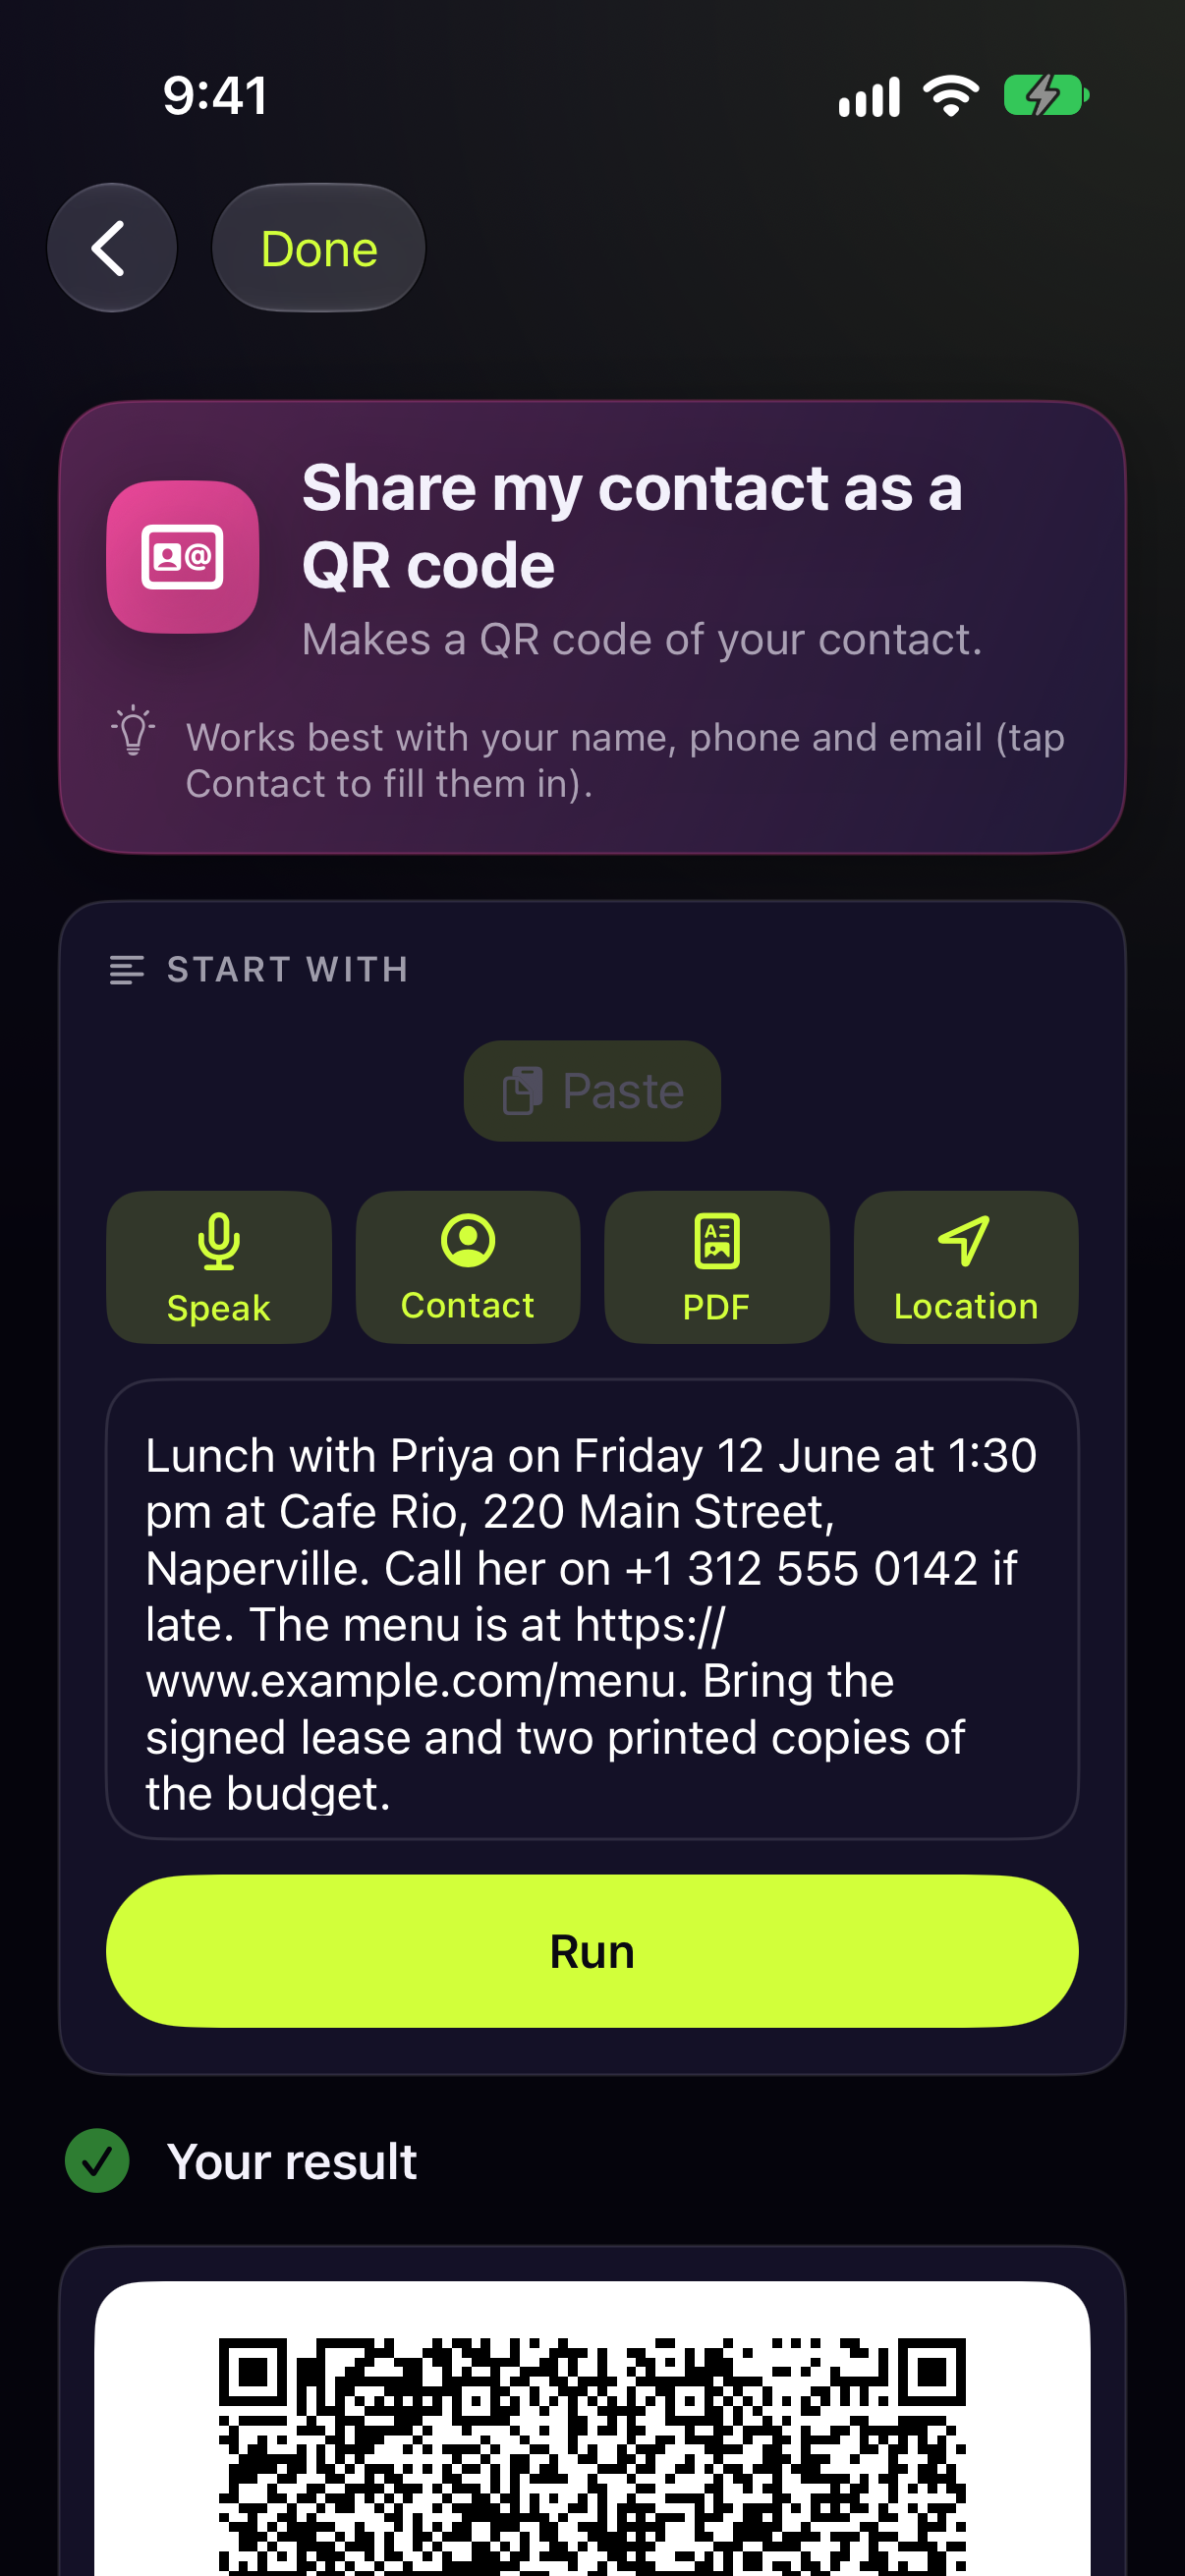 9:41
Done
Share my contact as a
QR code
Makes a QR code of your contact.
Works best with your name, phone and email (tap
Contact to fill them in).
START WITH
Paste
Speak
Contact
PDF
Location
Lunch with Priya on Friday 12 June at 1:30
pm at Cafe Rio, 220 Main Street,
Naperville. Call her on +1 312 555 0142 if
late. The menu is at https://
www.example.com/menu. Bring the
signed lease and two printed copies of
the budget.
Run
Your result